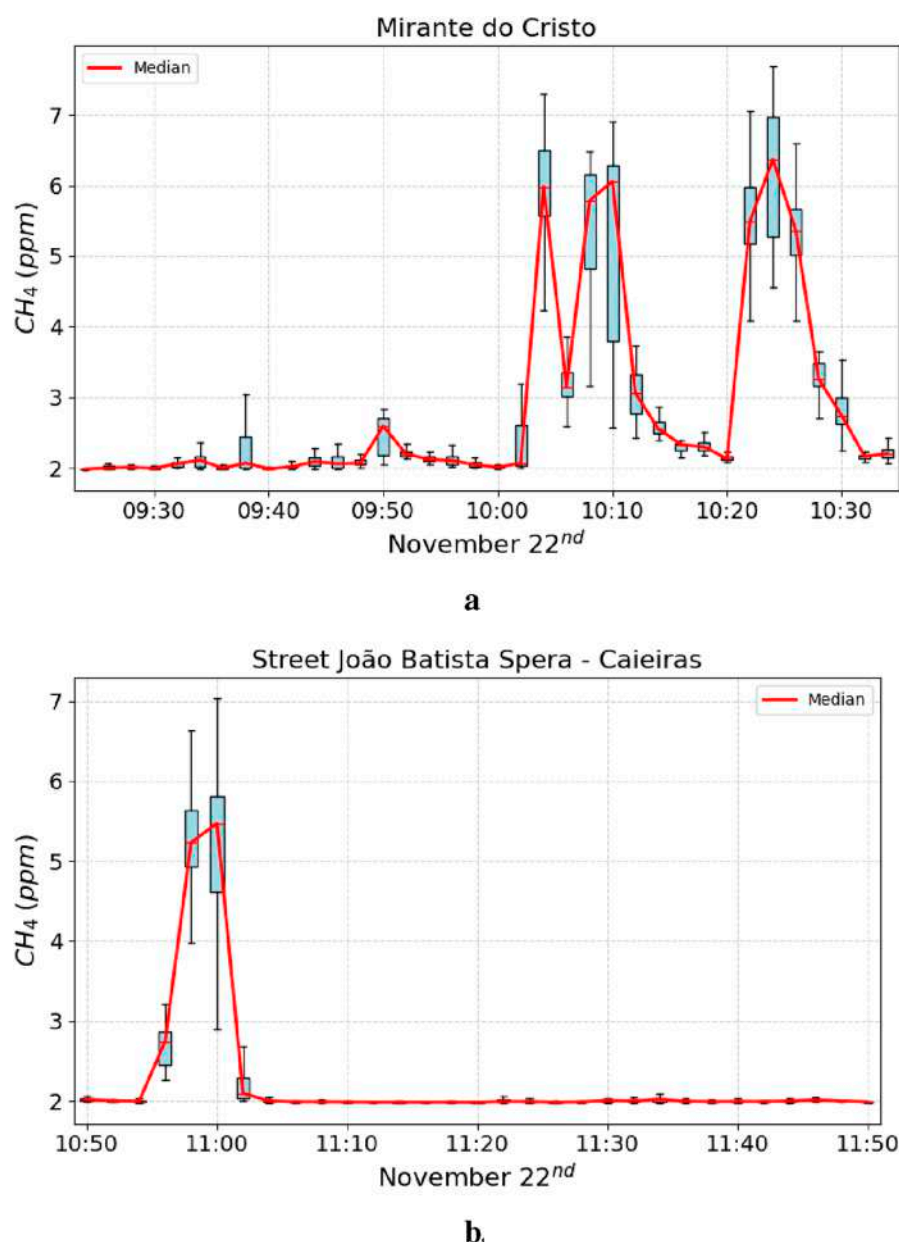 Mirante do Cristo
Median
7
6
5
4
3
2
CH₄ (ppm)
09:30 09:40 09:50 10:00 10:10 10:20 10:30
November 22ⁿᵈ
a
Street João Batista Spera - Caieiras
Median
7
6
5
4
3
2
CH₄ (ppm)
10:50 11:00 11:10 11:20 11:30 11:40 11:50
November 22ⁿᵈ
b.